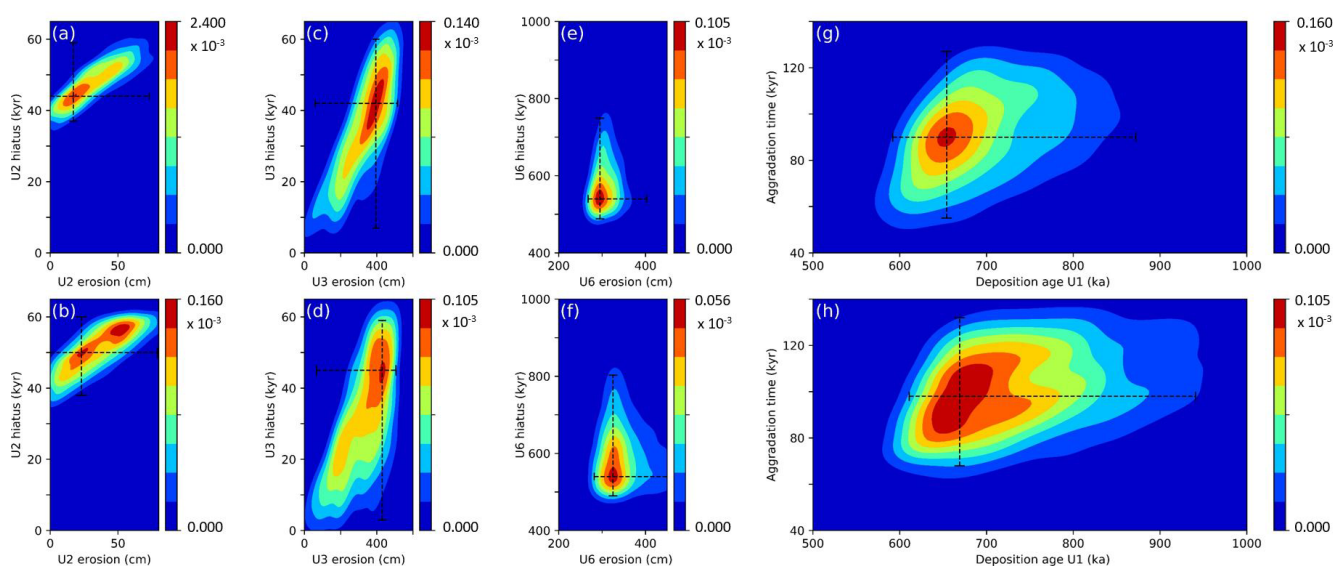 (a)
60
40
20
0
U2 hiatus (kyr)
0 50
U2 erosion (cm)
2.400
x 10-3
0.000
(c)
60
50
40
30
20
10
0
U3 hiatus (kyr)
0 200 400
U3 erosion (cm)
0.140
x 10-3
0.000
(e)
1000
800
600
400
U6 hiatus (kyr)
200 400
U6 erosion (cm)
0.105
x 10-3
0.000
(g)
120
80
40
Aggradation time (kyr)
500 600 700 800 900 1000
Deposition age U1 (ka)
0.160
x 10-3
0.000
(b)
60
40
20
0
U2 hiatus (kyr)
0 50
U2 erosion (cm)
0.160
x 10-3
0.000
(d)
60
40
20
0
U3 hiatus (kyr)
0 200 400
U3 erosion (cm)
0.105
x 10-3
0.000
(f)
1000
800
600
400
U6 hiatus (kyr)
200 400
U6 erosion (cm)
0.056
x 10-3
0.000
(h)
120
80
40
Aggradation time (kyr)
500 600 700 800 900 1000
Deposition age U1 (ka)
0.105
x 10-3
0.000